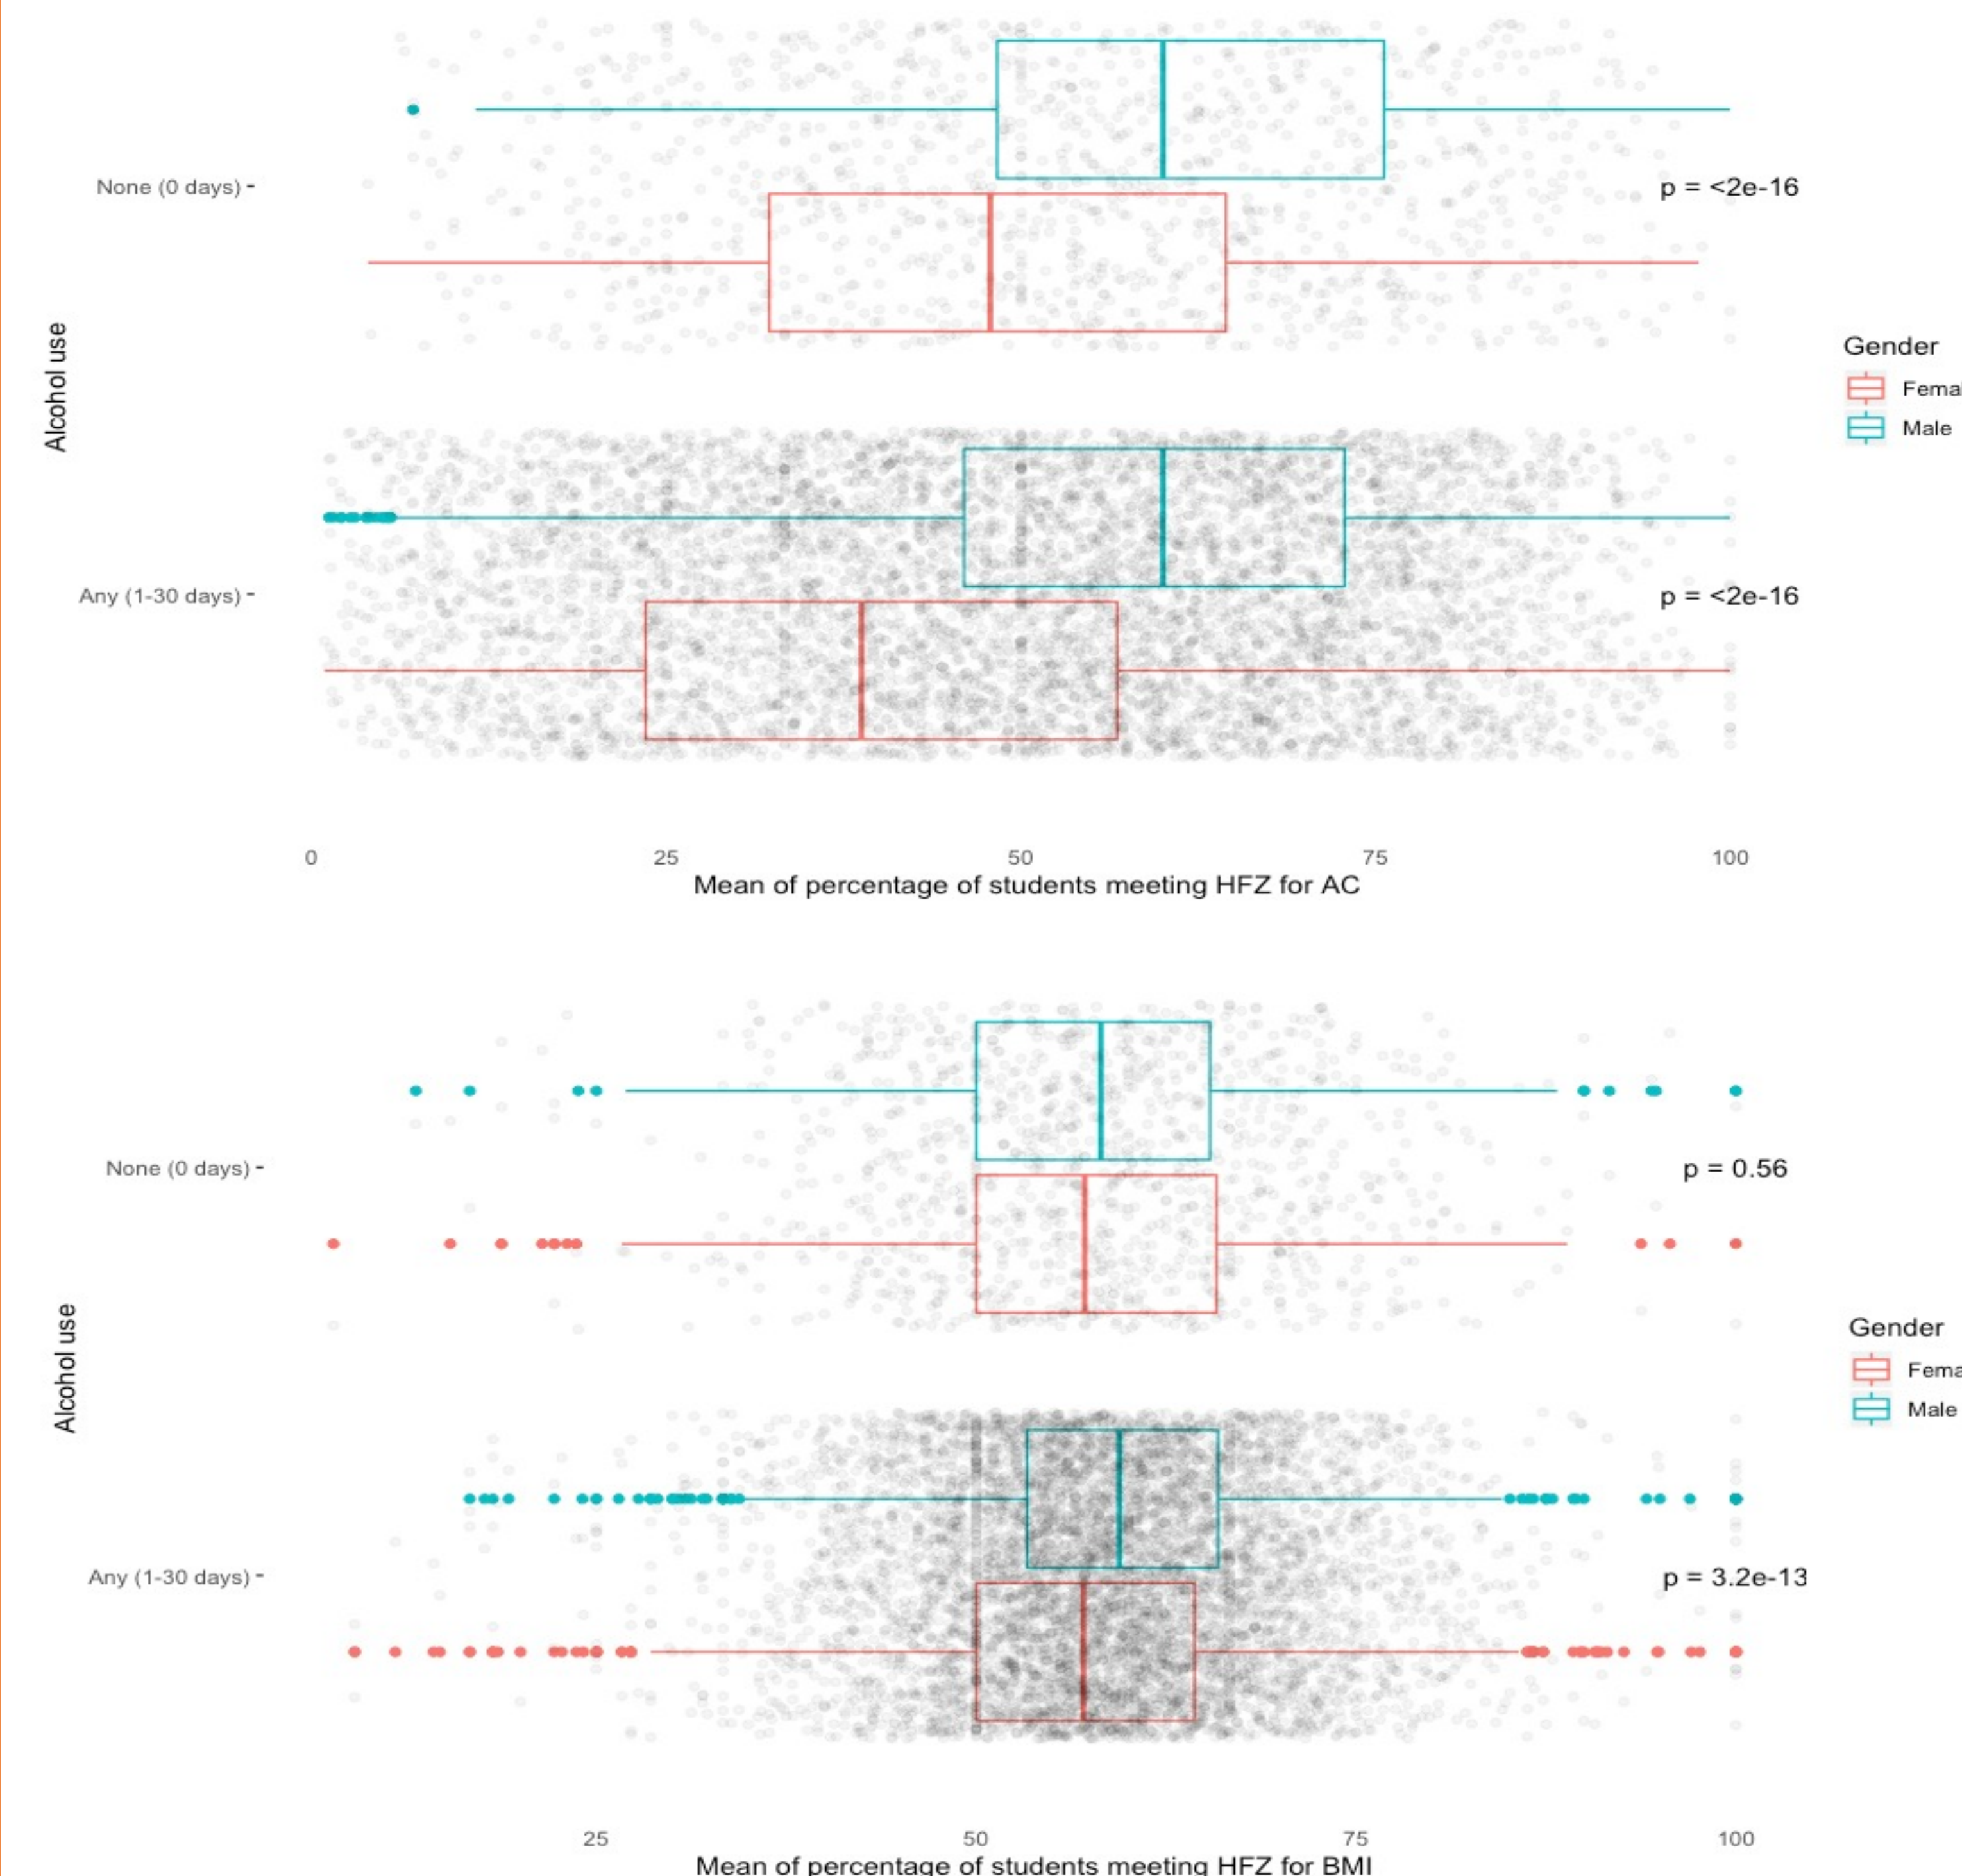 None (0 days)
p = <2e-16
Alcohol use
Gender
Male
Any (1-30 days)
p = <2e-16
0 25 50 75 100
Mean of percentage of students meeting HFZ for AC
None (0 days)
p = 0.56
Alcohol use
Gender
Male
Any (1-30 days)
p = 3.2e-13
25 50 75 100
Mean of percentage of students meeting HFZ for BMI